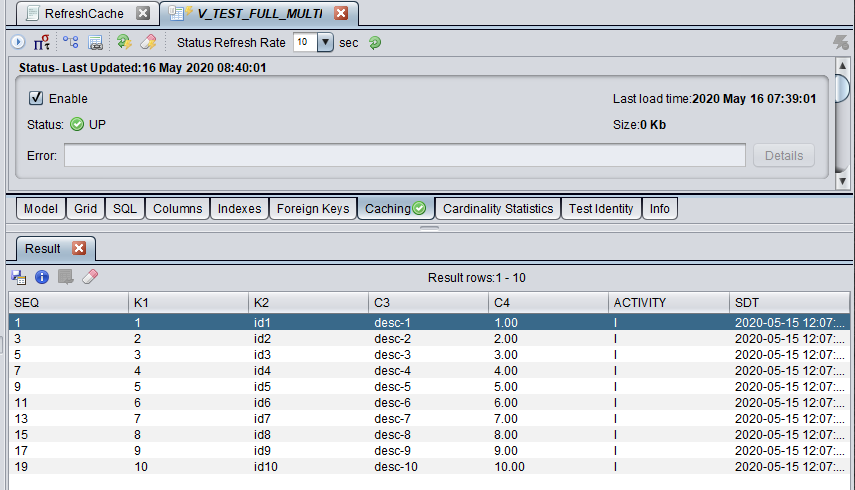 RefreshCache V_TEST_FULL_MULTI
Status Refresh Rate 10 sec
Status- Last Updated:16 May 2020 08:40:01
Enable Last load time:2020 May 16 07:39:01
Status: UP Size:0 Kb
Error: Details
Model Grid SQL Columns Indexes Foreign Keys Caching Cardinality Statistics Test Identity Info
Result
Result rows:1 - 10
SEQ K1 K2 C3 C4 ACTIVITY SDT
1 1 id1 desc-1 1.00 I 2020-05-15 12:07:...
3 2 id2 desc-2 2.00 I 2020-05-15 12:07:...
5 3 id3 desc-3 3.00 I 2020-05-15 12:07:...
7 4 id4 desc-4 4.00 I 2020-05-15 12:07:...
9 5 id5 desc-5 5.00 I 2020-05-15 12:07:...
11 6 id6 desc-6 6.00 I 2020-05-15 12:07:...
13 7 id7 desc-7 7.00 I 2020-05-15 12:07:...
15 8 id8 desc-8 8.00 I 2020-05-15 12:07:...
17 9 id9 desc-9 9.00 I 2020-05-15 12:07:...
19 10 id10 desc-10 10.00 I 2020-05-15 12:07:...